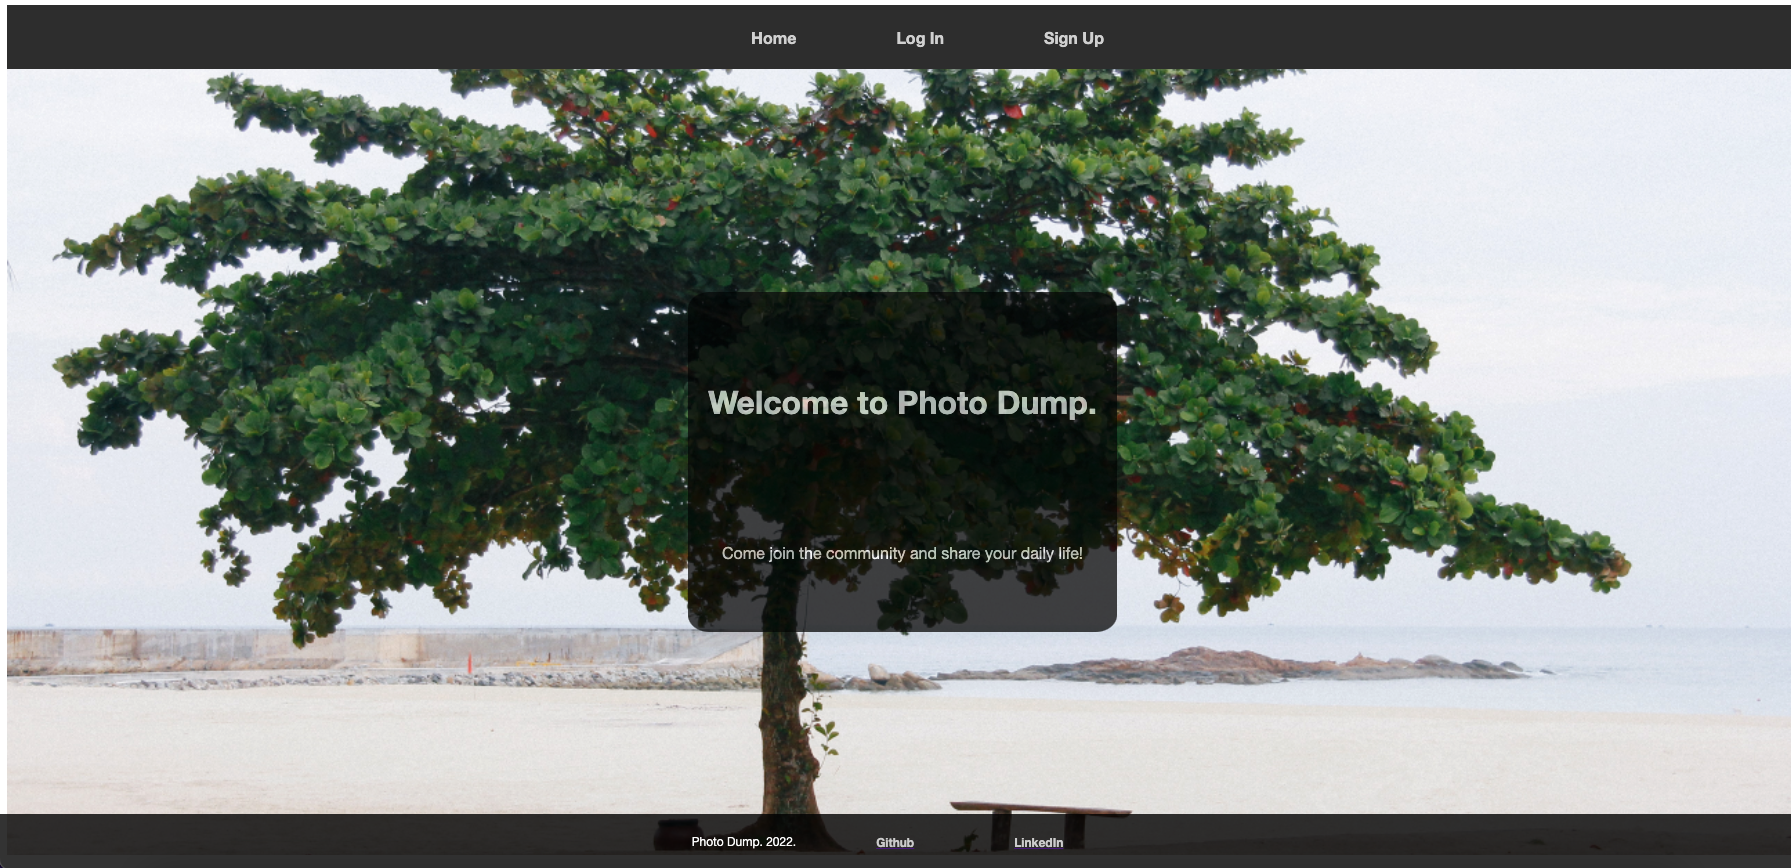 Home Log In Sign Up
Welcome to Photo Dump.
Come join the community and share your daily life!
Photo Dump. 2022. Github LinkedIn